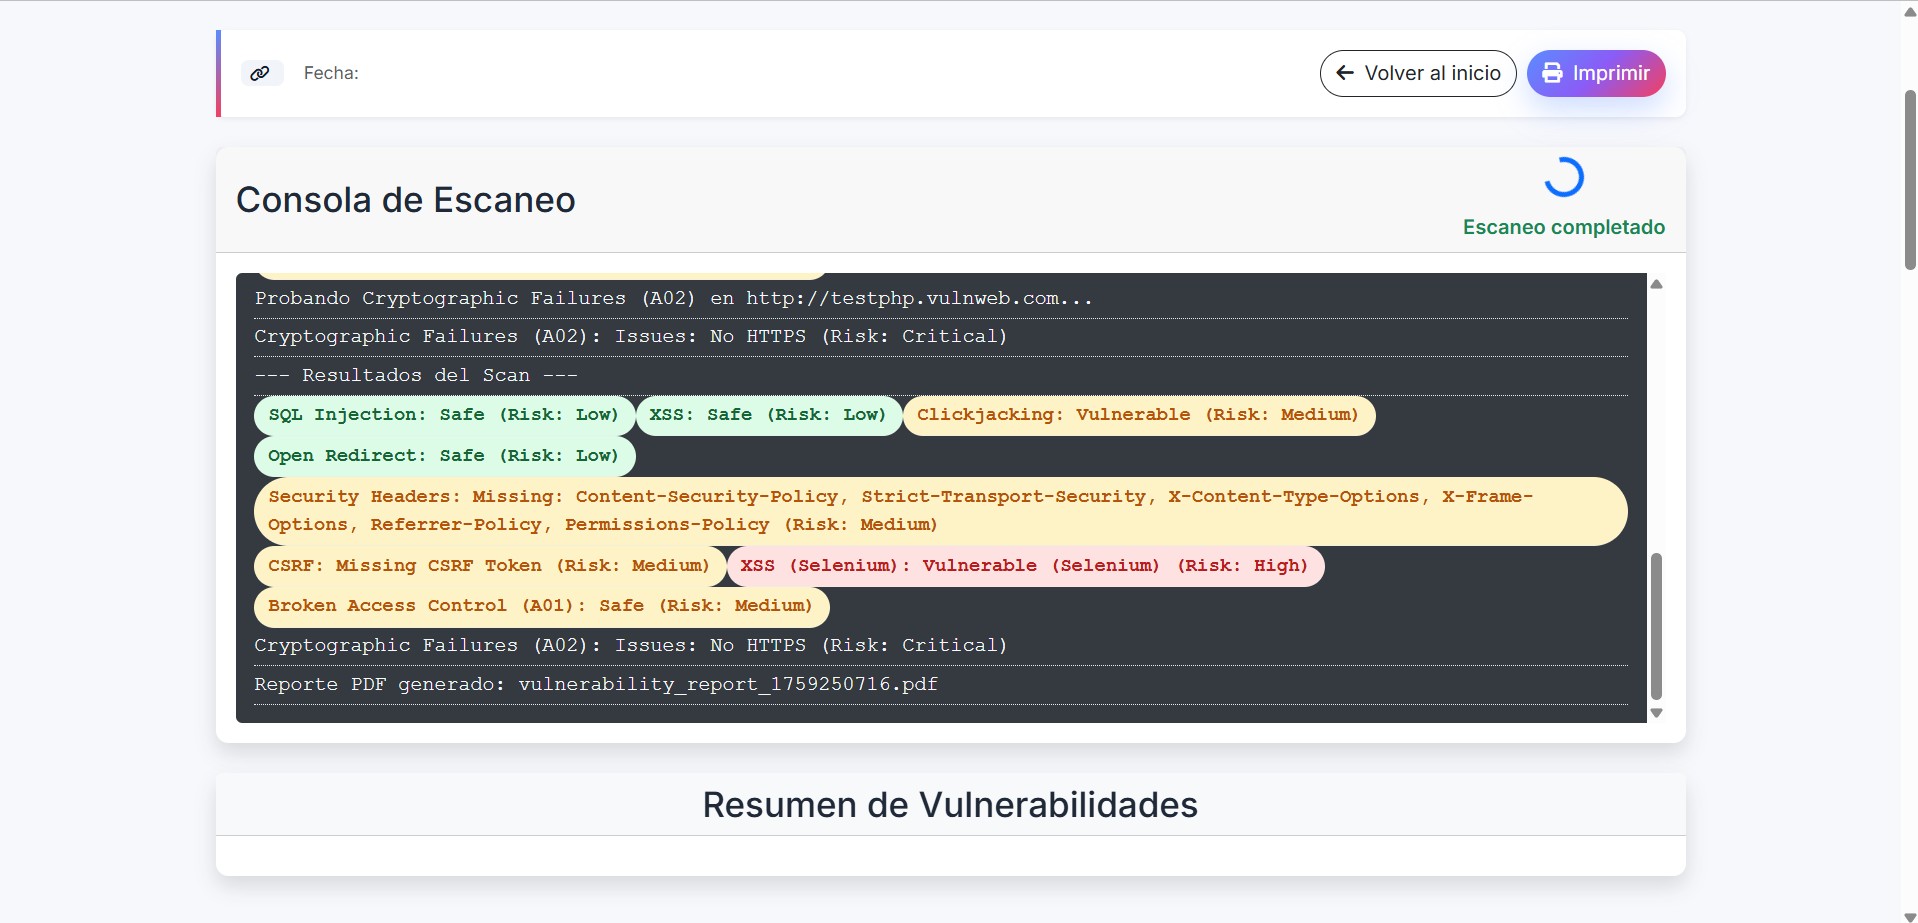 Fecha:
Volver al inicio
Imprimir
Consola de Escaneo
Escaneo completado
Probando Cryptographic Failures (A02) en http://testphp.vulnweb.com...
Cryptographic Failures (A02): Issues: No HTTPS (Risk: Critical)
--- Resultados del Scan ---
SQL Injection: Safe (Risk: Low) XSS: Safe (Risk: Low) Clickjacking: Vulnerable (Risk: Medium)
Open Redirect: Safe (Risk: Low)
Security Headers: Missing: Content-Security-Policy, Strict-Transport-Security, X-Content-Type-Options, X-Frame-
Options, Referrer-Policy, Permissions-Policy (Risk: Medium)
CSRF: Missing CSRF Token (Risk: Medium) XSS (Selenium): Vulnerable (Selenium) (Risk: High)
Broken Access Control (A01): Safe (Risk: Medium)
Cryptographic Failures (A02): Issues: No HTTPS (Risk: Critical)
Reporte PDF generado: vulnerability_report_1759250716.pdf
Resumen de Vulnerabilidades